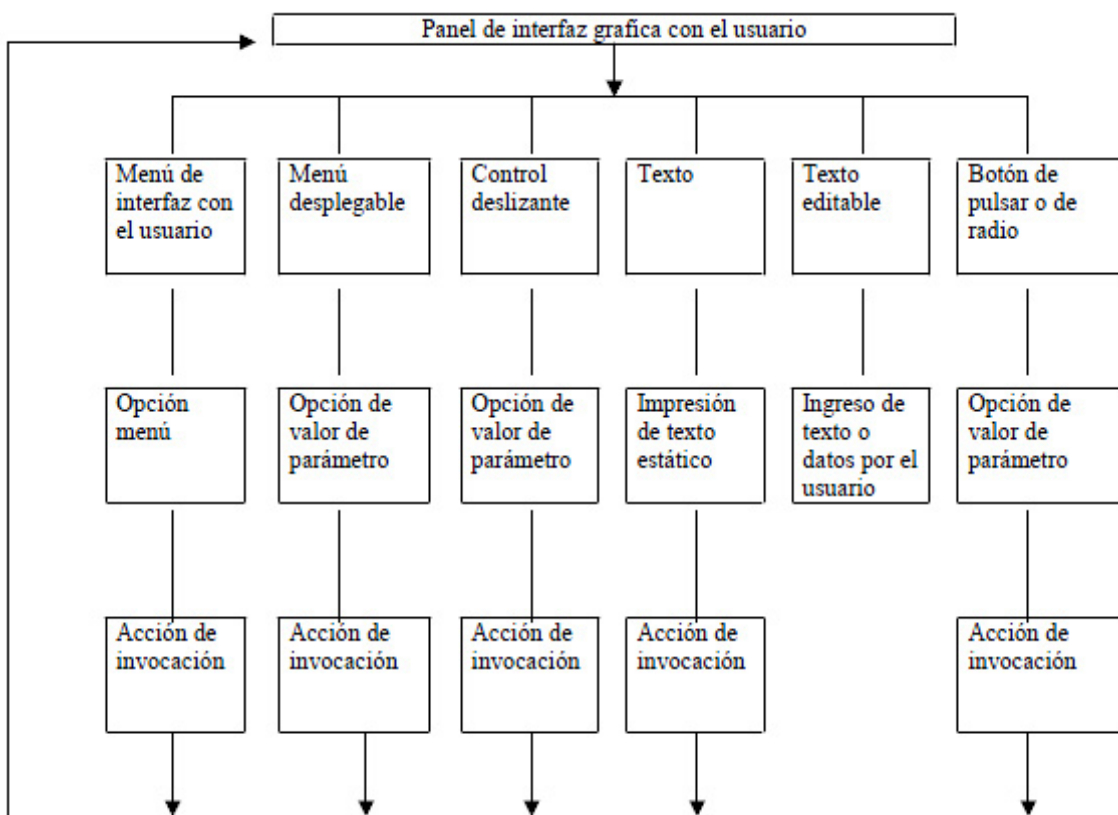 Panel de interfaz grafica con el usuario
Menú de
interfaz con
el usuario
Menú
desplegable
Control
deslizante
Texto
Texto
editable
Botón de
pulsar o de
radio
Opción
menú
Opción de
valor de
parámetro
Opción de
valor de
parámetro
Impresión
de texto
estático
Ingreso de
texto o
datos por el
usuario
Opción de
valor de
parámetro
Acción de
invocación
Acción de
invocación
Acción de
invocación
Acción de
invocación
Acción de
invocación